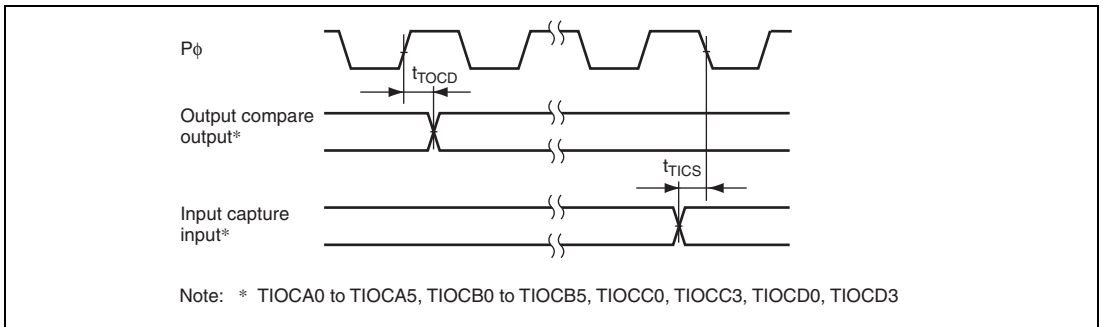 Pϕ
tTOCD
Output compare
output*
tTICS
Input capture
input*
Note: * TIOCA0 to TIOCA5, TIOCB0 to TIOCB5, TIOCC0, TIOCC3, TIOCD0, TIOCD3